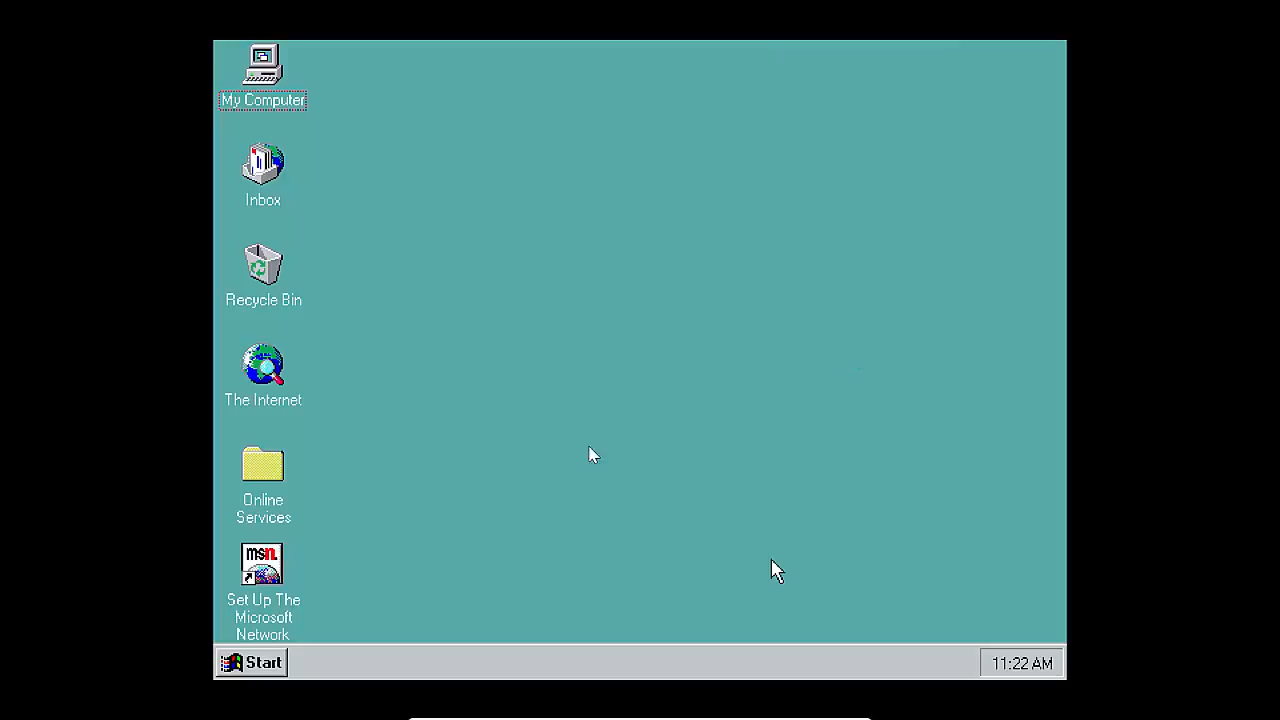 My Computer
Inbox
Recycle Bin
The Internet
Online
Services
msn.
Set Up The
Microsoft
Network
Start
11:22 AM